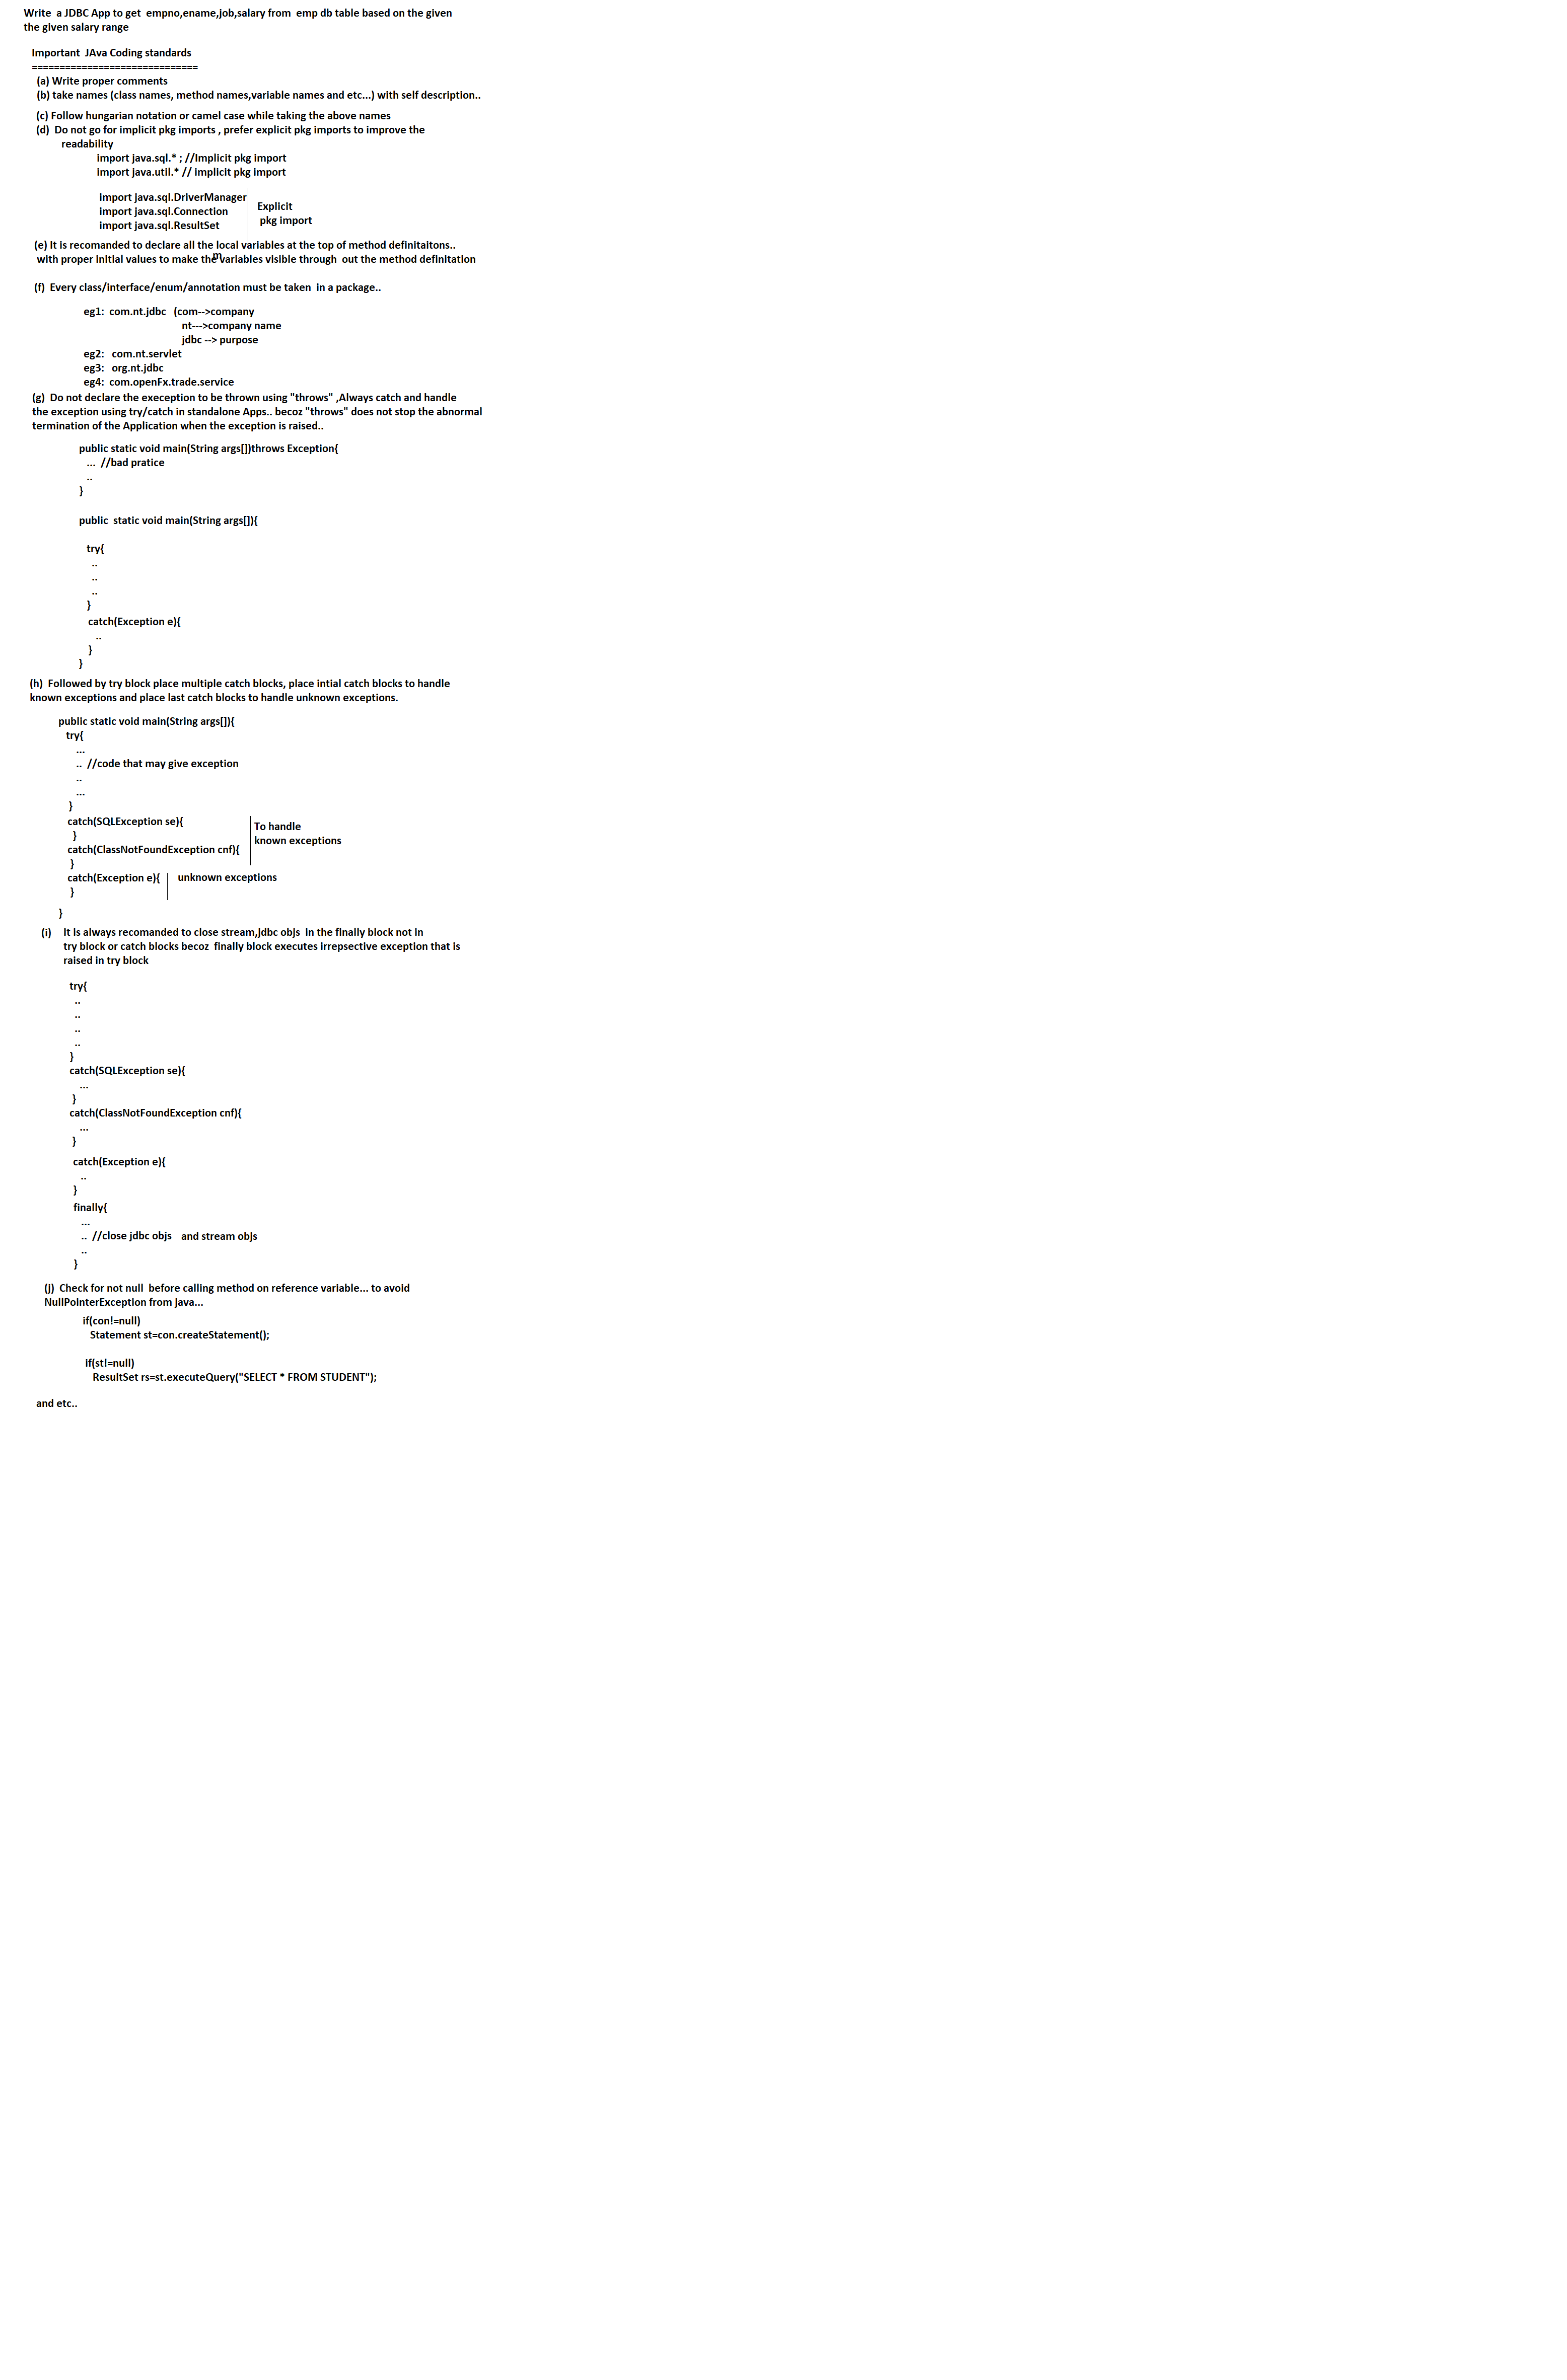 Write  a JDBC App to get  empno,ename,job,salary from  emp db table based on the given
the given salary range
Important  JAva Coding standards
==============================
(a) Write proper comments
(b) take names (class names, method names,variable names and etc...) with self description..
(c) Follow hungarian notation or camel case while taking the above names
(d)  Do not go for implicit pkg imports , prefer explicit pkg imports to improve the
readability
import java.sql.* ; //Implicit pkg import
import java.util.* // implicit pkg import
import java.sql.DriverManager
import java.sql.Connection
import java.sql.ResultSet
Explicit
pkg import
(e) It is recomanded to declare all the local variables at the top of method definitaitons..
with proper initial values to make the variables visible through  out the method definitation
m
(f)  Every class/interface/enum/annotation must be taken  in a package..
eg1:  com.nt.jdbc   (com-->company
nt--->company name
jdbc --> purpose
eg2:   com.nt.servlet
eg3:   org.nt.jdbc
eg4:  com.openFx.trade.service
(g)  Do not declare the exeception to be thrown using "throws" ,Always catch and handle
the exception using try/catch in standalone Apps.. becoz "throws" does not stop the abnormal
termination of the Application when the exception is raised..
public static void main(String args[])throws Exception{
...  //bad pratice
..
}
public  static void main(String args[]){
try{
..
..
..
}
catch(Exception e){
..
}
}
(h)  Followed by try block place multiple catch blocks, place intial catch blocks to handle
known exceptions and place last catch blocks to handle unknown exceptions.
public static void main(String args[]){
try{
...
..  //code that may give exception
..
...
}
catch(SQLException se){
}
catch(ClassNotFoundException cnf){
}
To handle
known exceptions
catch(Exception e){
}
unknown exceptions
}
(i)    It is always recomanded to close stream,jdbc objs  in the finally block not in
try block or catch blocks becoz  finally block executes irrepsective exception that is
raised in try block
try{
..
..
..
..
}
catch(SQLException se){
...
}
catch(ClassNotFoundException cnf){
...
}
catch(Exception e){
..
}
finally{
...
..  //close jdbc objs   and stream objs
..
}
(j)  Check for not null  before calling method on reference variable... to avoid
NullPointerException from java...
if(con!=null)
Statement st=con.createStatement();
if(st!=null)
ResultSet rs=st.executeQuery("SELECT * FROM STUDENT");
and etc..